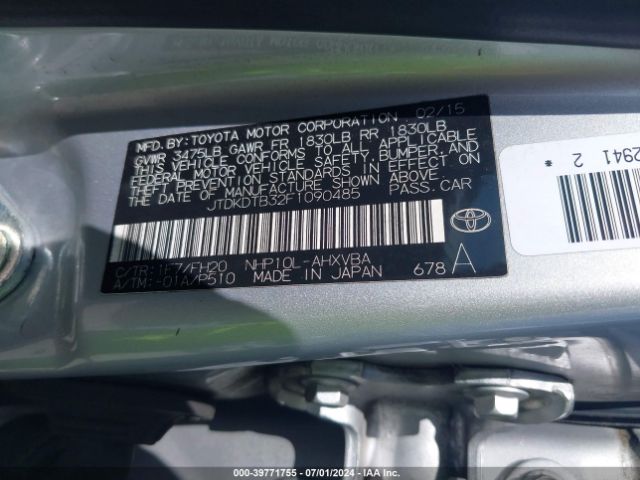 MFD. BY: TOYOTA MOTOR CORPORATION 02/15
GVWR 3475LB GAWR FR 1830LB RR 1830LB
THIS VEHICLE CONFORMS TO ALL APPLICABLE
FEDERAL MOTOR VEHICLE SAFETY, BUMPER, AND
THEFT PREVENTION STANDARDS IN EFFECT ON
THE DATE OF MANUFACTURE SHOWN ABOVE.
JTDKDTB32F1090485 PASS. CAR
C/TR: 1F7/FH20 NHP10L-AHXVBA
A/TM: -01A/P510 MADE IN JAPAN 678 A
2941 2 *
000-39771755 - 07/01/2024 - IAA Inc.